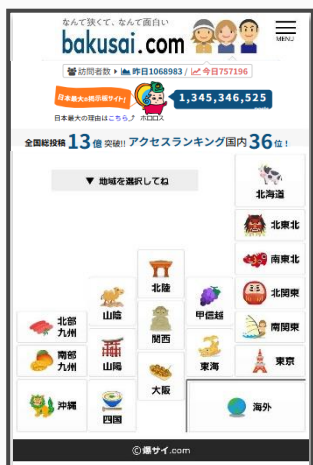 なんて狭くて、なんて面白い
bakusai.com
MENU
訪問者数 昨日1068983 / 今日757196
日本最大の掲示板サイト!
1,345,346,525
日本最大の理由はこちら⤴ ホロロス
全国総投稿 13億 突破!! アクセスランキング国内36位!
▼ 地域を選択してね
北海道
北東北
南東北
北陸
北関東
山陰
甲信越
北部
九州
関西
南関東
南部
九州
山陽
東海
東京
大阪
沖縄
四国
海外
©爆サイ.com